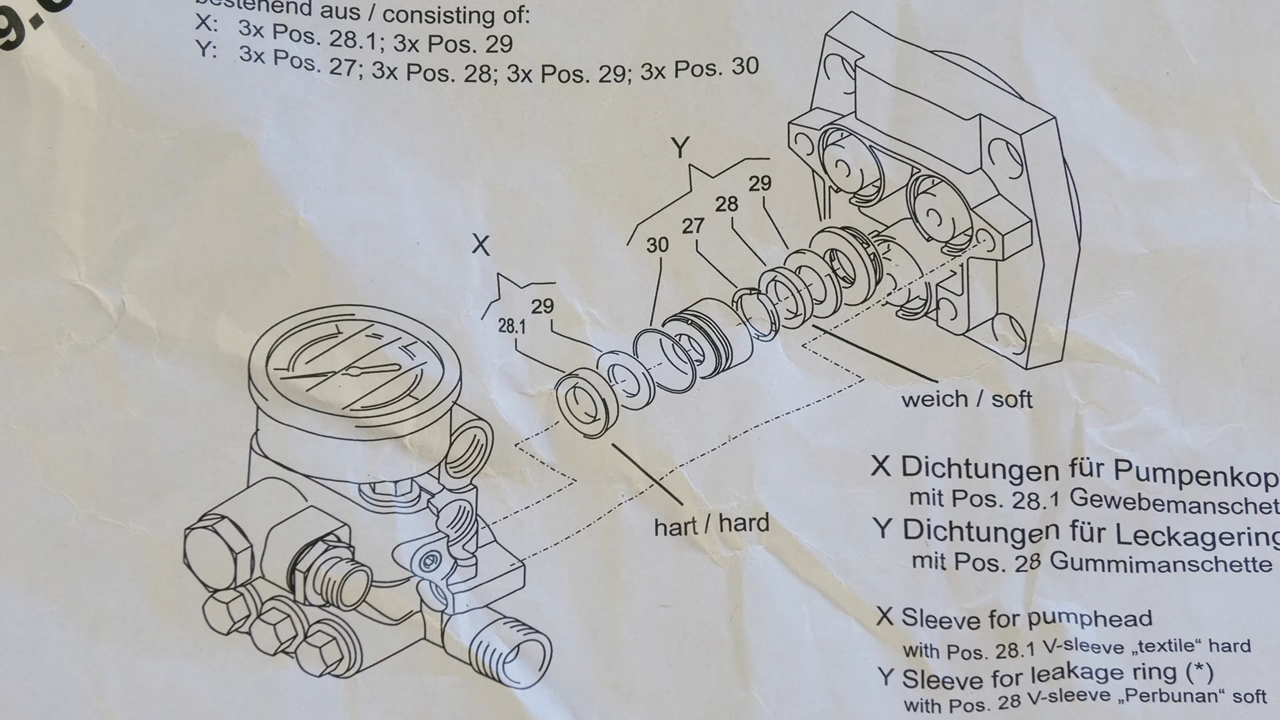 9.
bestehend aus / consisting of:
X: 3x Pos. 28.1; 3x Pos. 29
Y: 3x Pos. 27; 3x Pos. 28; 3x Pos. 29; 3x Pos. 30
Y
29
28
27
30
X
29
28.1
weich / soft
hart / hard
X Dichtungen für Pumpenkop
mit Pos. 28.1 Gewebemanschet
Y Dichtungen für Leckagering
mit Pos. 28 Gummimanschette
X Sleeve for pumphead
with Pos. 28.1 V-sleeve „textile“ hard
Y Sleeve for leakage ring (*)
with Pos. 28 V-sleeve „Perbunan“ soft